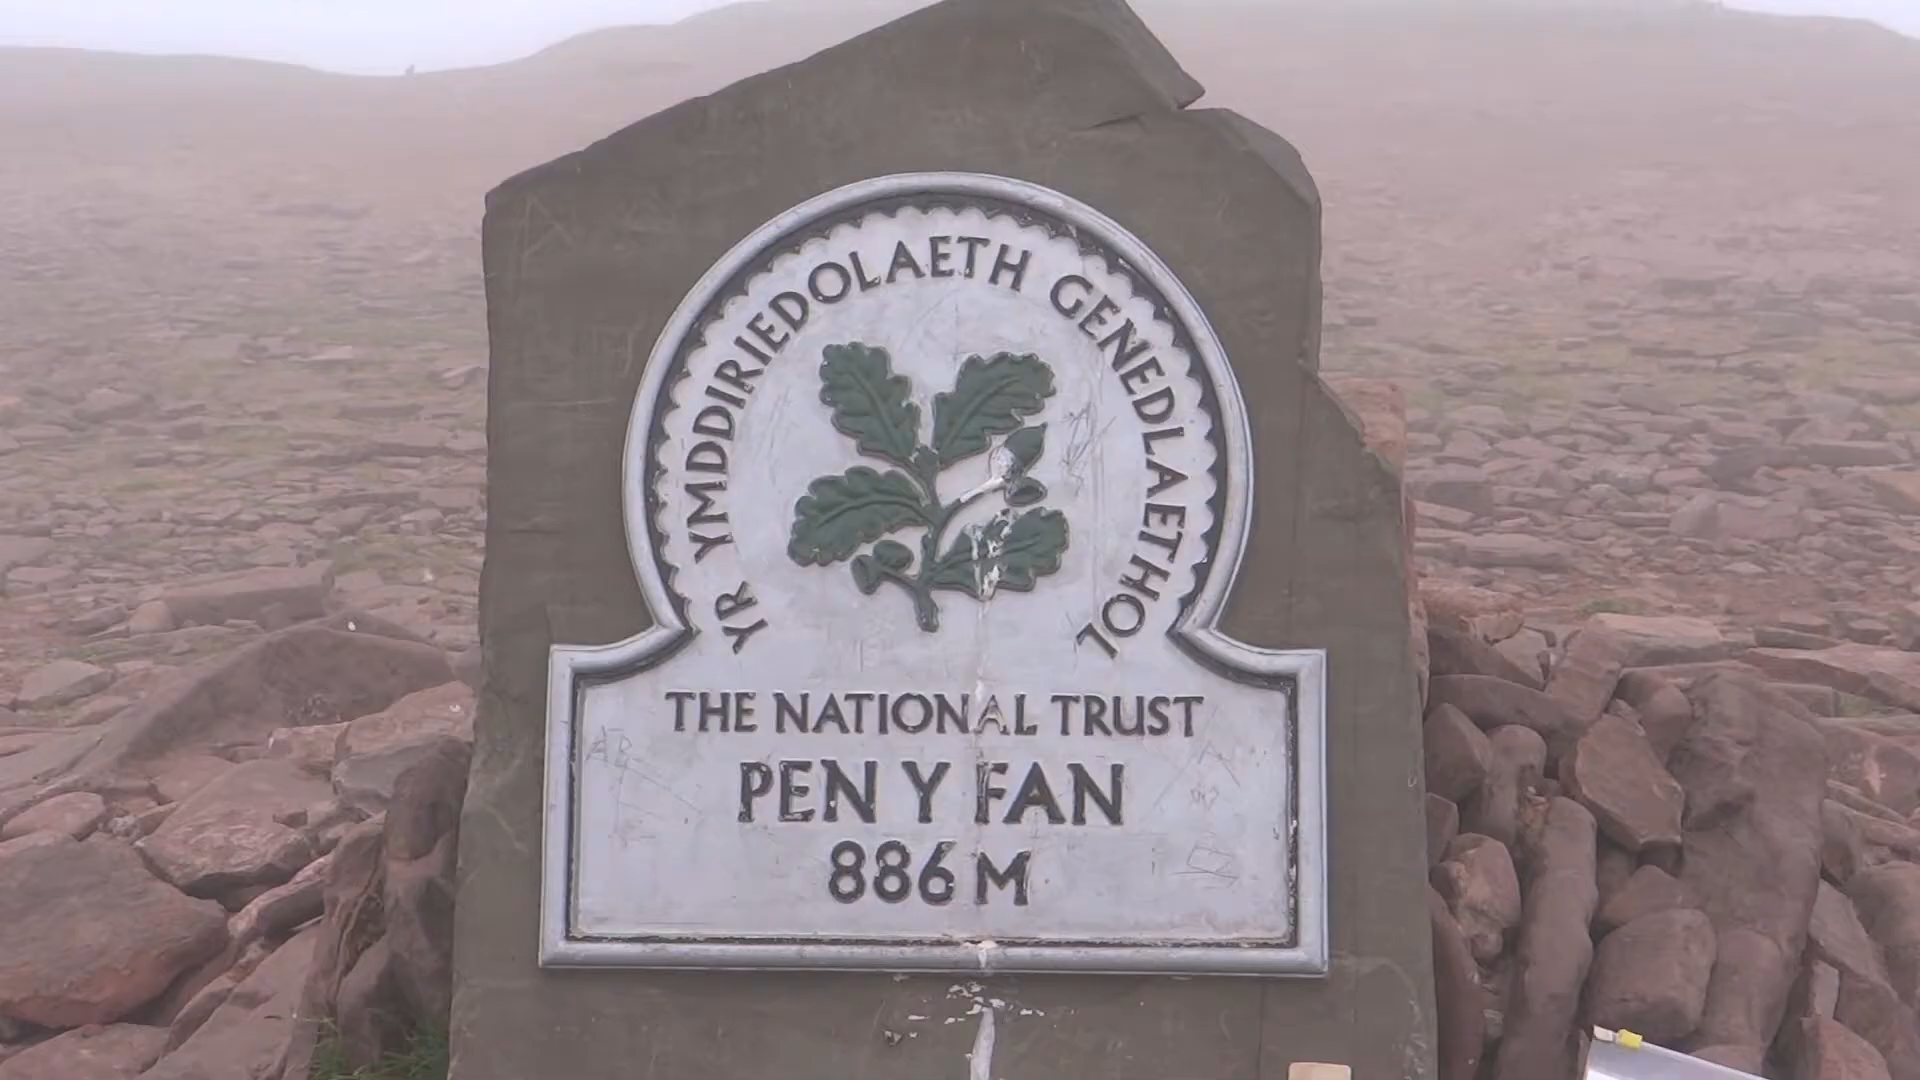 YR YMDDIRIEDOLAETH GENEDLAETHOL
THE NATIONAL TRUST
PEN Y FAN
886 M